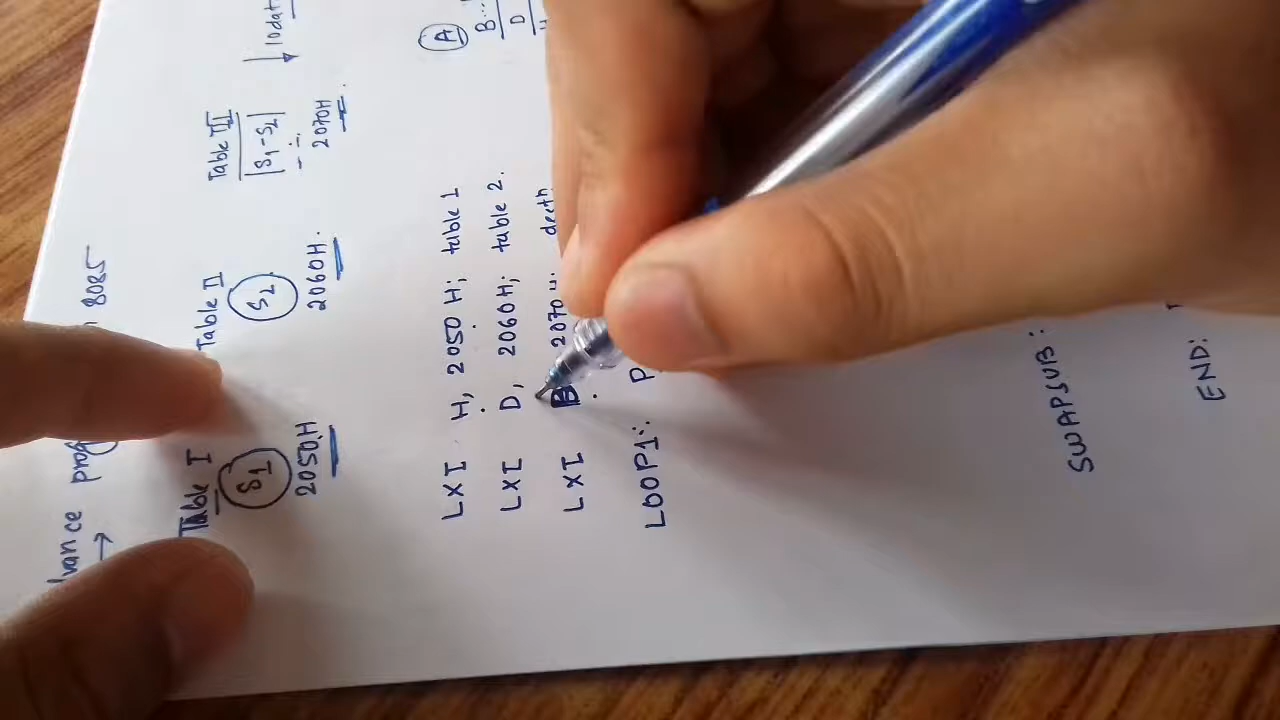 8085
Table I Table II Table III
S1 S2 |S1-S2| 10dat
2050H 2060H. 2070H.
A
B...
D
LXI H, 2050 H; table 1
LXI D, 2060H; table 2.
LXI B 2070
LOOP1: P
SWAPSUB:
END: